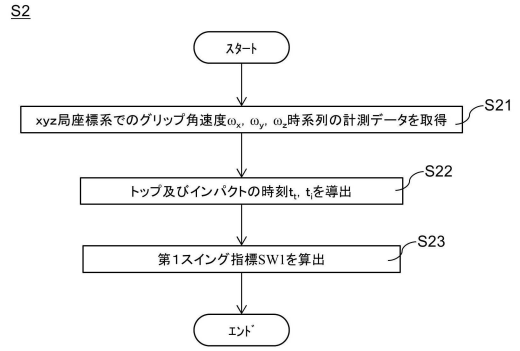 S2
スタート
S21
xyz局座標系でのグリップ角速度ωx, ωy, ωz時系列の計測データを取得
S22
トップ及びインパクトの時刻tt, tiを導出
S23
第1スイング指標SW1を算出
エンド